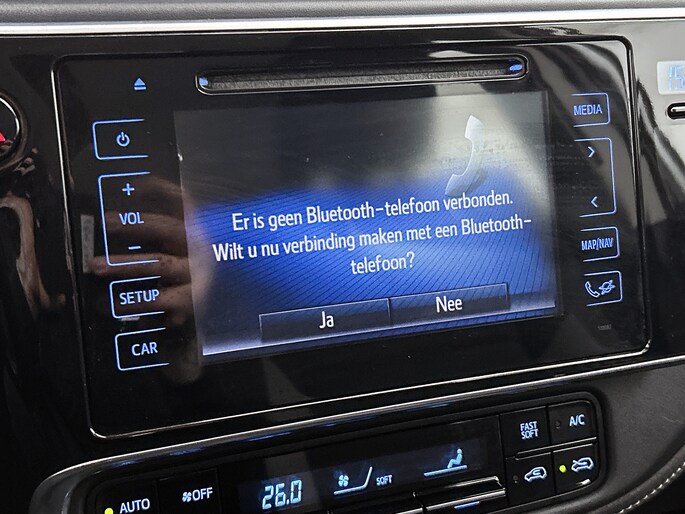 MEDIA
VOL
MAP/NAV
SETUP
CAR
Er is geen Bluetooth-telefoon verbonden.
Wilt u nu verbinding maken met een Bluetooth-
telefoon?
Ja
Nee
FAST
SOFT
A/C
AUTO
OFF
26.0
SOFT